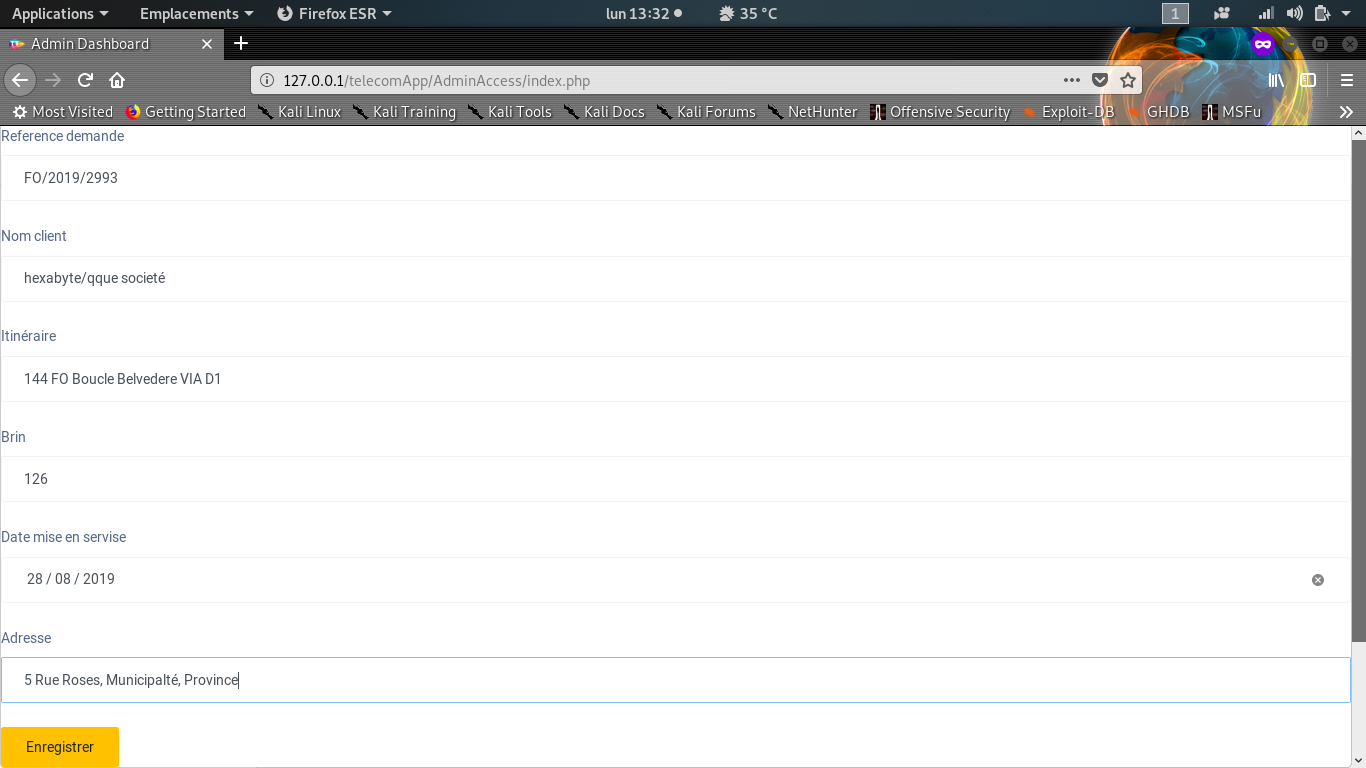 Applications Emplacements Firefox ESR lun 13:32 35 °C 1
Admin Dashboard
127.0.0.1/telecomApp/AdminAccess/index.php
Most Visited Getting Started Kali Linux Kali Training Kali Tools Kali Docs Kali Forums NetHunter Offensive Security Exploit-DB GHDB MSFu
Reference demande
FO/2019/2993
Nom client
hexabyte/qque societé
Itinéraire
144 FO Boucle Belvedere VIA D1
Brin
126
Date mise en servise
28 / 08 / 2019
Adresse
5 Rue Roses, Municipalté, Province
Enregistrer